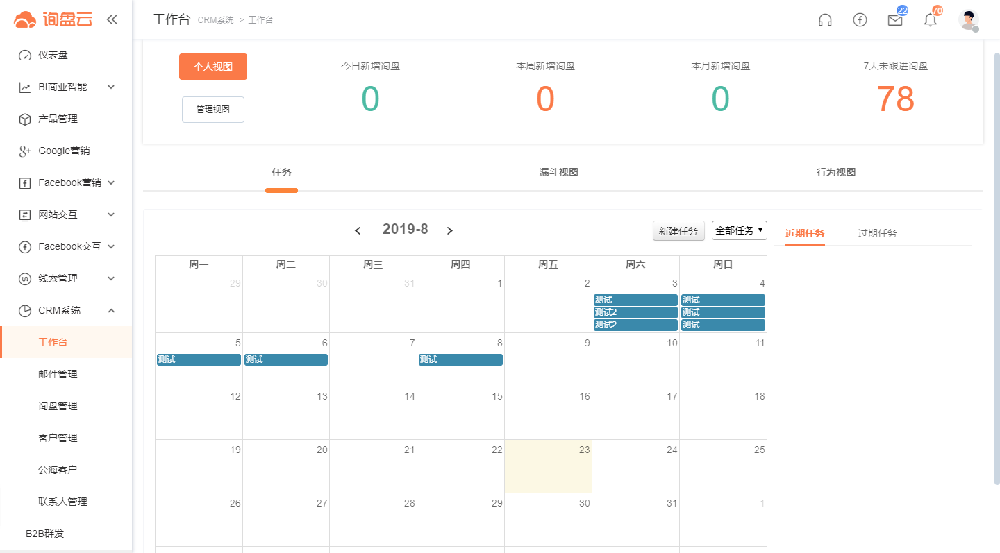 询盘云
工作台 CRM系统 > 工作台
22
70
仪表盘
BI商业智能
产品管理
Google营销
Facebook营销
网站交互
Facebook交互
线索管理
CRM系统
工作台
邮件管理
询盘管理
客户管理
公海客户
联系人管理
B2B群发
个人视图
管理视图
今日新增询盘
0
本周新增询盘
0
本月新增询盘
0
7天未跟进询盘
78
任务 漏斗视图 行为视图
2019-8
新建任务 全部任务
近期任务 过期任务
周一 周二 周三 周四 周五 周六 周日
29 30 31 1 2 3 4
测试 测试
测试2 测试
测试2 测试
5 6 7 8 9 10 11
测试 测试 测试
12 13 14 15 16 17 18
19 20 21 22 23 24 25
26 27 28 29 30 31 1